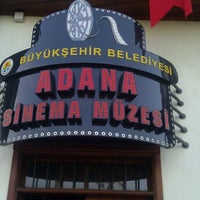 BÜYÜKŞEHİR BELEDİYESİ
ADANA
SİNEMA MÜZESİ